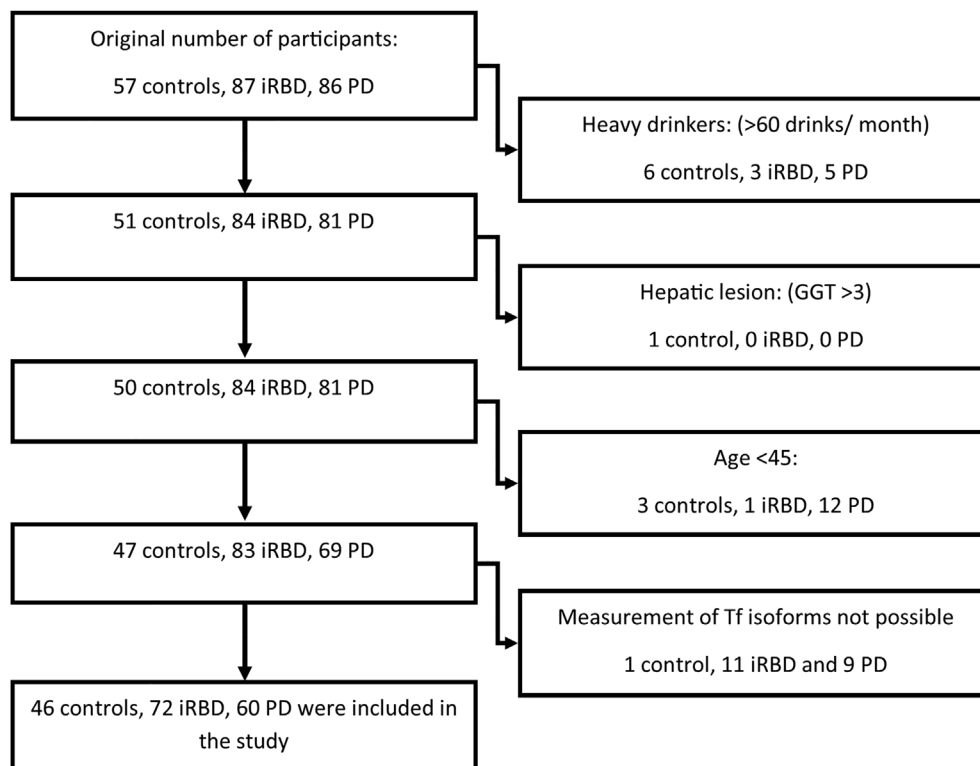 Original number of participants:
57 controls, 87 iRBD, 86 PD
Heavy drinkers: (>60 drinks/ month)
6 controls, 3 iRBD, 5 PD
51 controls, 84 iRBD, 81 PD
Hepatic lesion: (GGT >3)
1 control, 0 iRBD, 0 PD
50 controls, 84 iRBD, 81 PD
Age <45:
3 controls, 1 iRBD, 12 PD
47 controls, 83 iRBD, 69 PD
Measurement of Tf isoforms not possible
1 control, 11 iRBD and 9 PD
46 controls, 72 iRBD, 60 PD were included in
the study